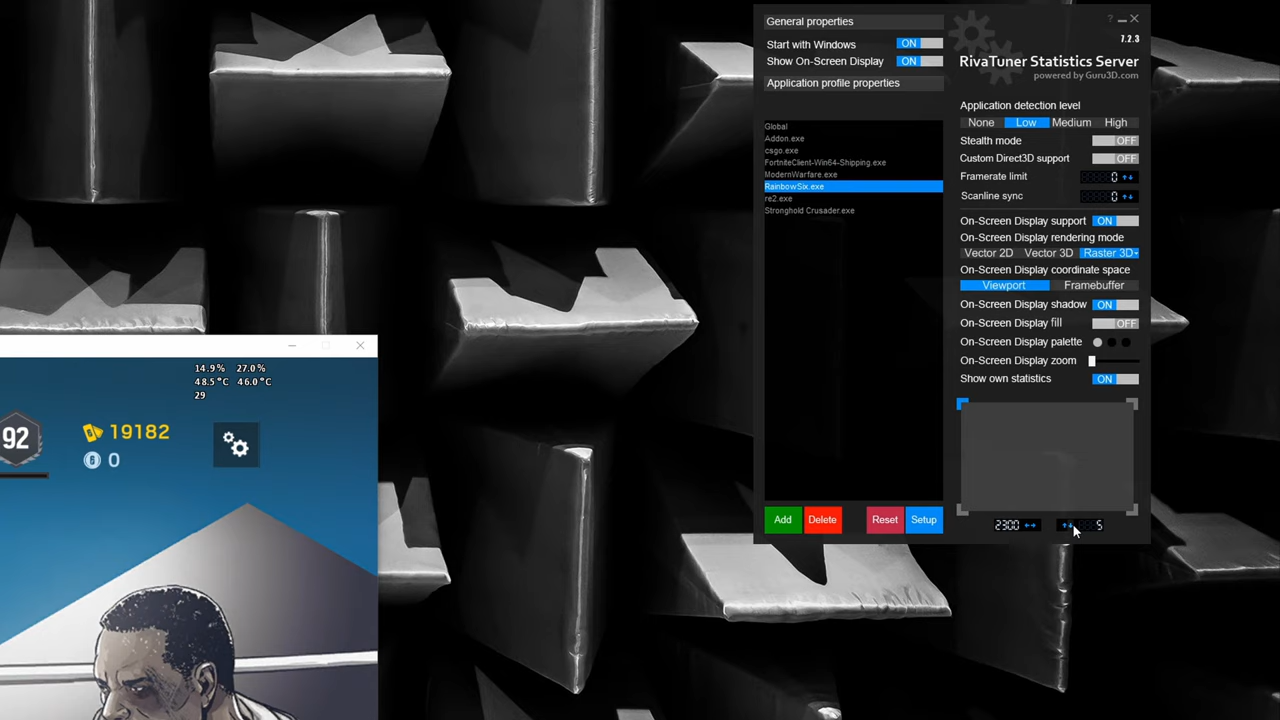 General properties
Start with Windows ON
Show On-Screen Display ON
Application profile properties
Global
Addon.exe
csgo.exe
FortniteClient-Win64-Shipping.exe
ModernWarfare.exe
RainbowSix.exe
re2.exe
Stronghold Crusader.exe
Add Delete Reset Setup
?
7.2.3
RivaTuner Statistics Server
powered by Guru3D.com
Application detection level
None Low Medium High
Stealth mode OFF
Custom Direct3D support OFF
Framerate limit 0
Scanline sync 0
On-Screen Display support ON
On-Screen Display rendering mode
Vector 2D Vector 3D Raster 3D
On-Screen Display coordinate space
Viewport Framebuffer
On-Screen Display shadow ON
On-Screen Display fill OFF
On-Screen Display palette
On-Screen Display zoom
Show own statistics ON
2300 5
14.9% 27.0%
48.5°C 46.0°C
29
92
19182
0